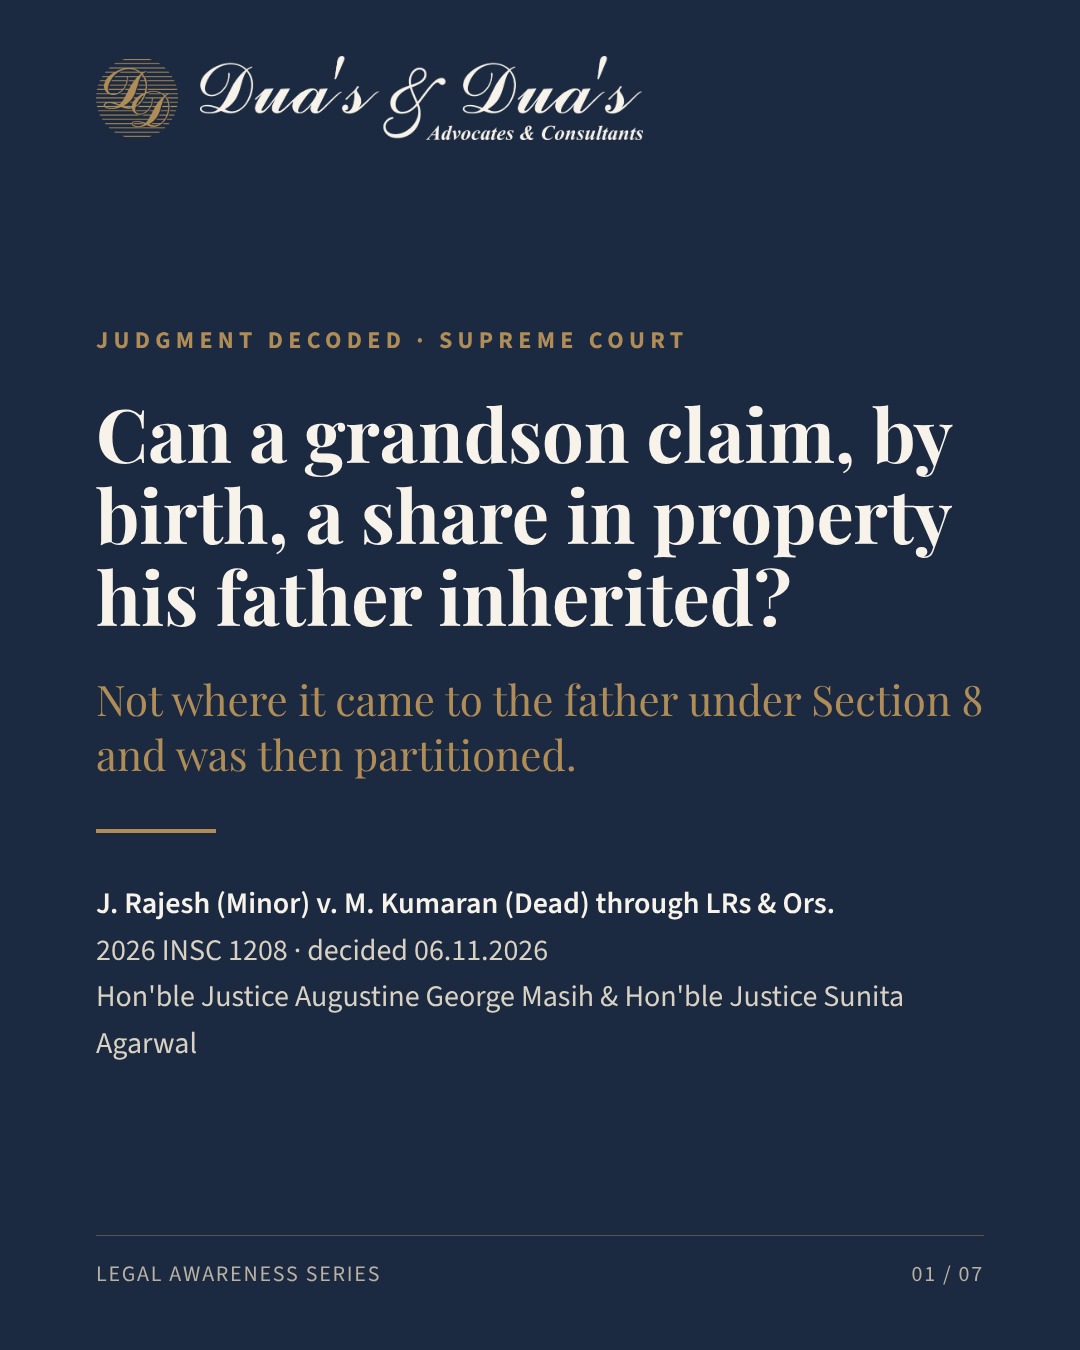 DD Dua's & Dua's
Advocates & Consultants
JUDGMENT DECODED · SUPREME COURT
Can a grandson claim, by
birth, a share in property
his father inherited?
Not where it came to the father under Section 8
and was then partitioned.
J. Rajesh (Minor) v. M. Kumaran (Dead) through LRs & Ors.
2026 INSC 1208 · decided 06.11.2026
Hon'ble Justice Augustine George Masih & Hon'ble Justice Sunita
Agarwal
LEGAL AWARENESS SERIES
01 / 07